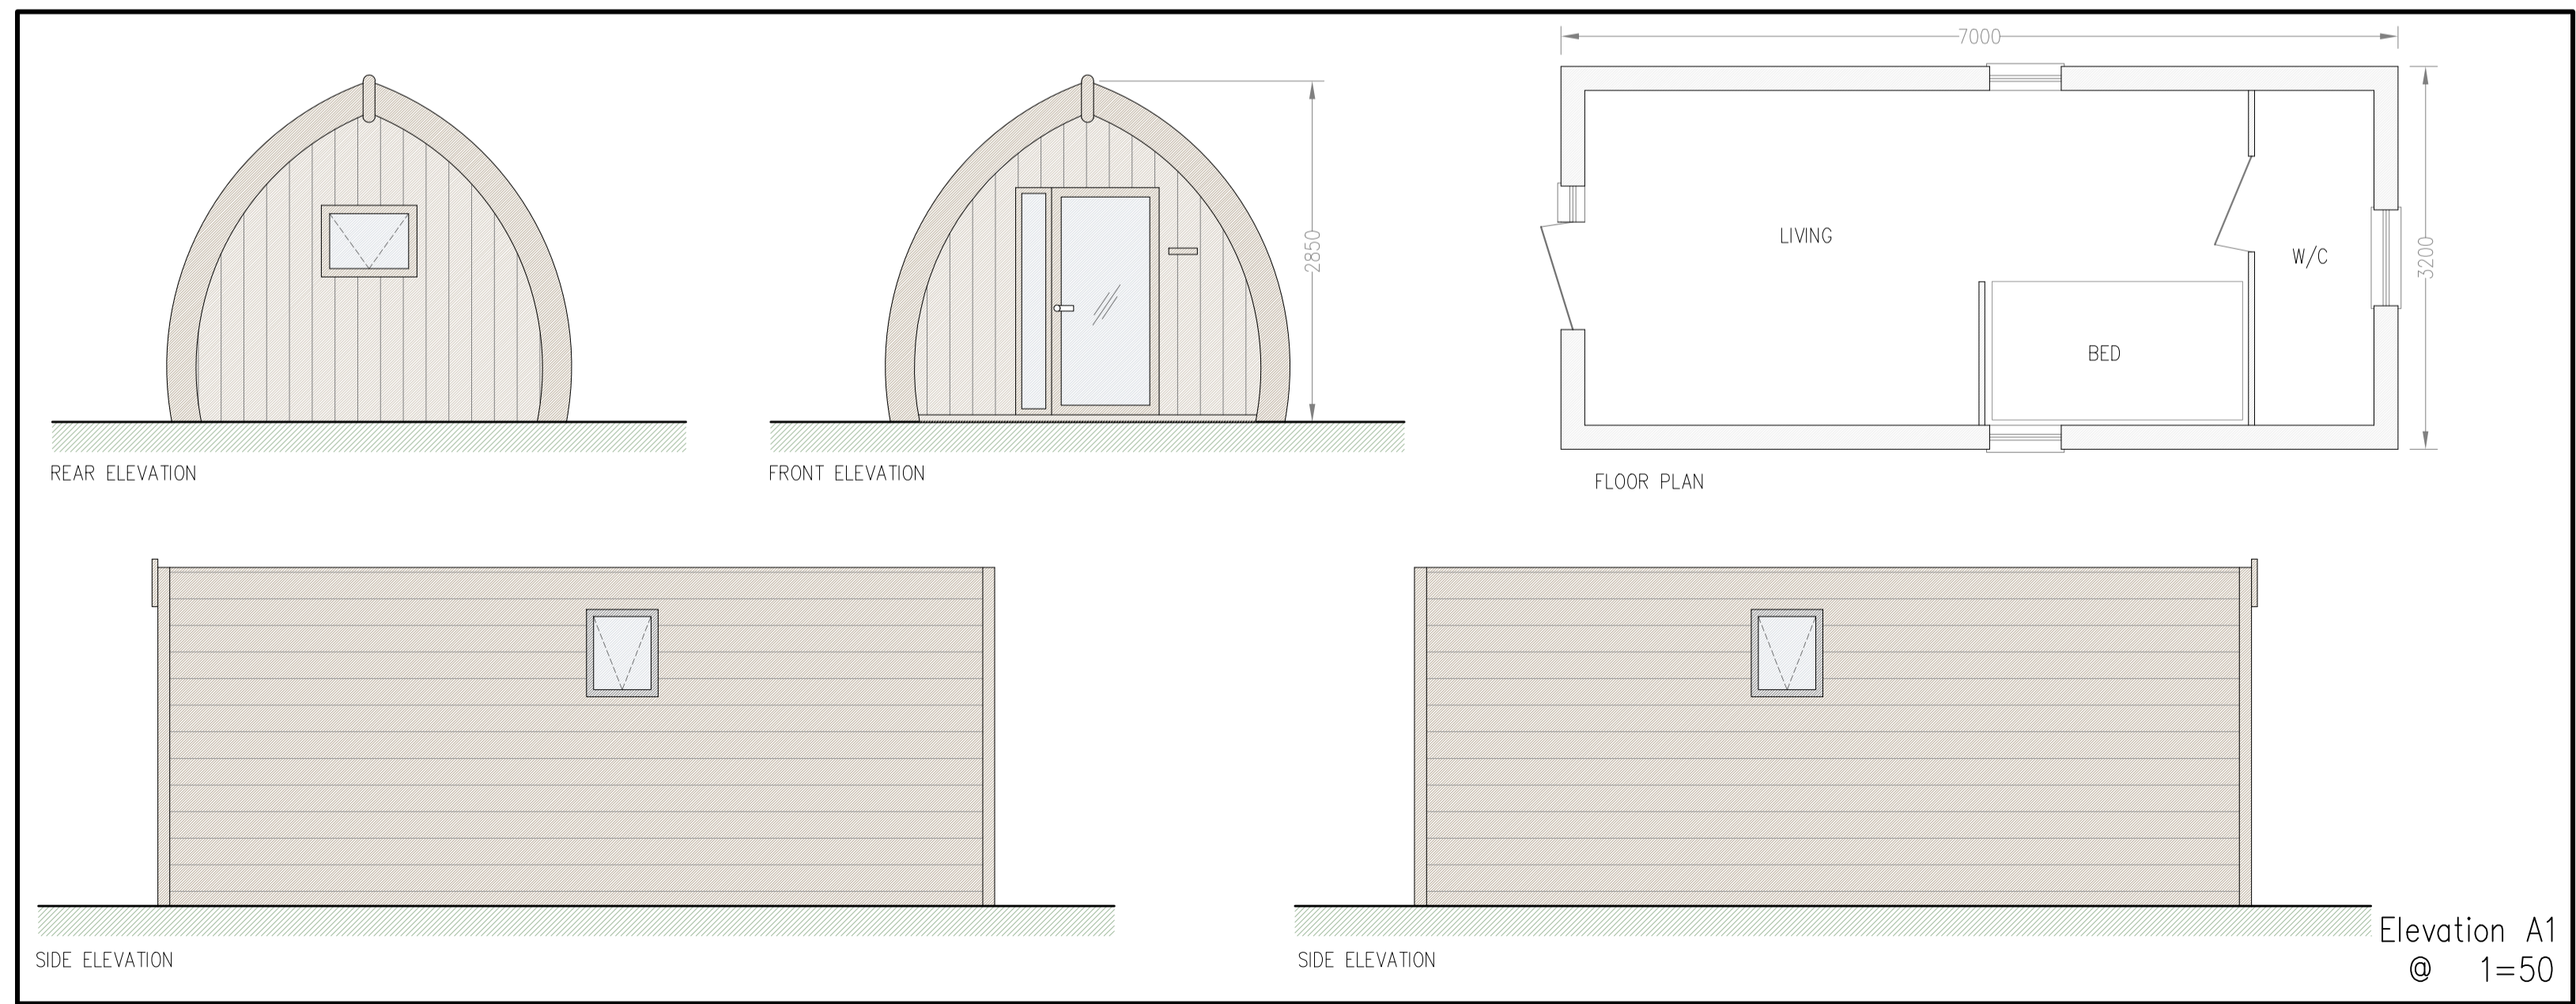 7000
2850
3200
LIVING
W/C
BED
REAR ELEVATION
FRONT ELEVATION
FLOOR PLAN
SIDE ELEVATION
SIDE ELEVATION
Elevation A1
@ 1=50